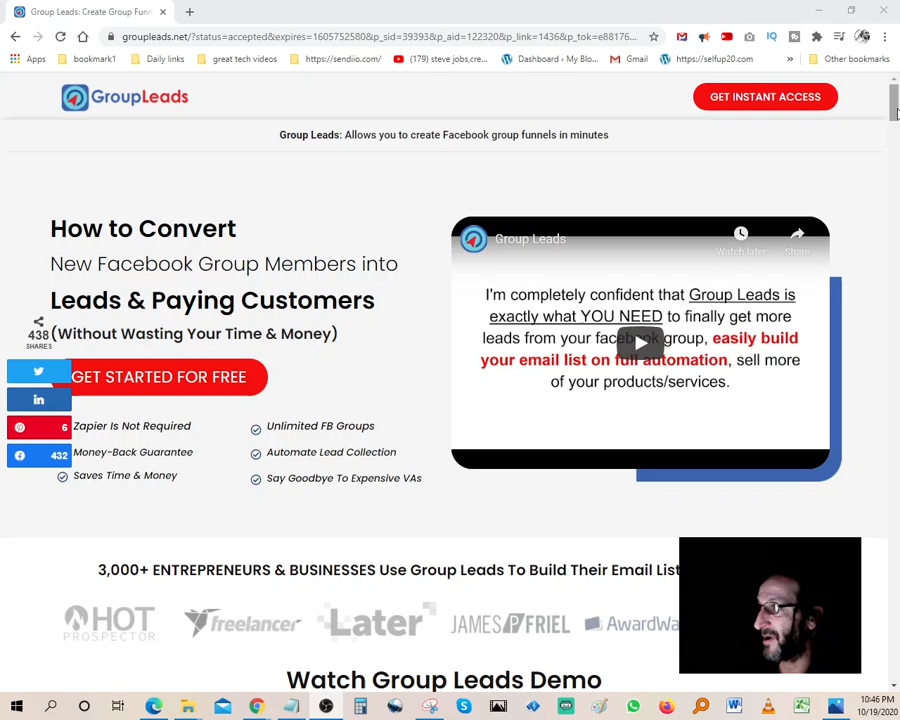 Group Leads: Create Group Funn
groupleads.net/?status=accepted&expires=1605752580&p_sid=39393&p_aid=122320&p_link=1436&p_tok=e88176...
Apps
bookmark1
Daily links
great tech videos
https://sendiio.com/
(179) steve jobs,cre...
Dashboard ‹ My Blo...
Gmail
https://selfup20.com
»
Other bookmarks
GroupLeads
GET INSTANT ACCESS
Group Leads: Allows you to create Facebook group funnels in minutes
How to Convert
New Facebook Group Members into
Leads & Paying Customers
(Without Wasting Your Time & Money)
438
SHARES
GET STARTED FOR FREE
6
432
Zapier Is Not Required
Money-Back Guarantee
Saves Time & Money
Unlimited FB Groups
Automate Lead Collection
Say Goodbye To Expensive VAs
Group Leads
Watch later
Share
I'm completely confident that Group Leads is
exactly what YOU NEED to finally get more
leads from your facebook group, easily build
your email list on full automation, sell more
of your products/services.
3,000+ ENTREPRENEURS & BUSINESSES Use Group Leads To Build Their Email List
HOT PROSPECTOR
freelancer
Later
JAMES P FRIEL
AwardWa
Watch Group Leads Demo
10:46 PM
10/19/2020